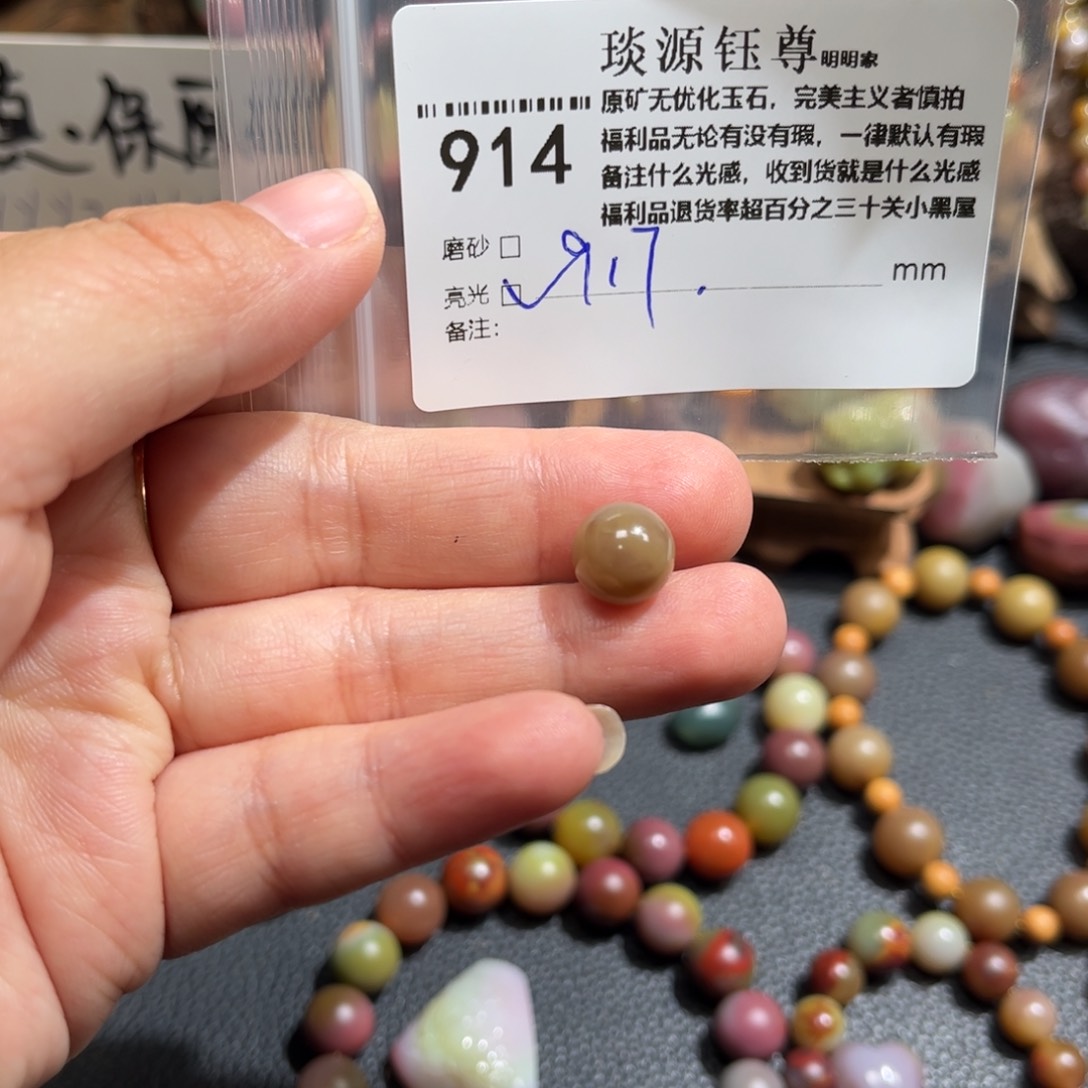 ·保
琰源钰尊明明家
原矿无优化玉石，完美主义者慎拍
914
福利品无论有没有瑕，一律默认有瑕
备注什么光感，收到货就是什么光感
福利品退货率超百分之三十关小黑屋
磨砂 □
亮光 □ 917. mm
备注：